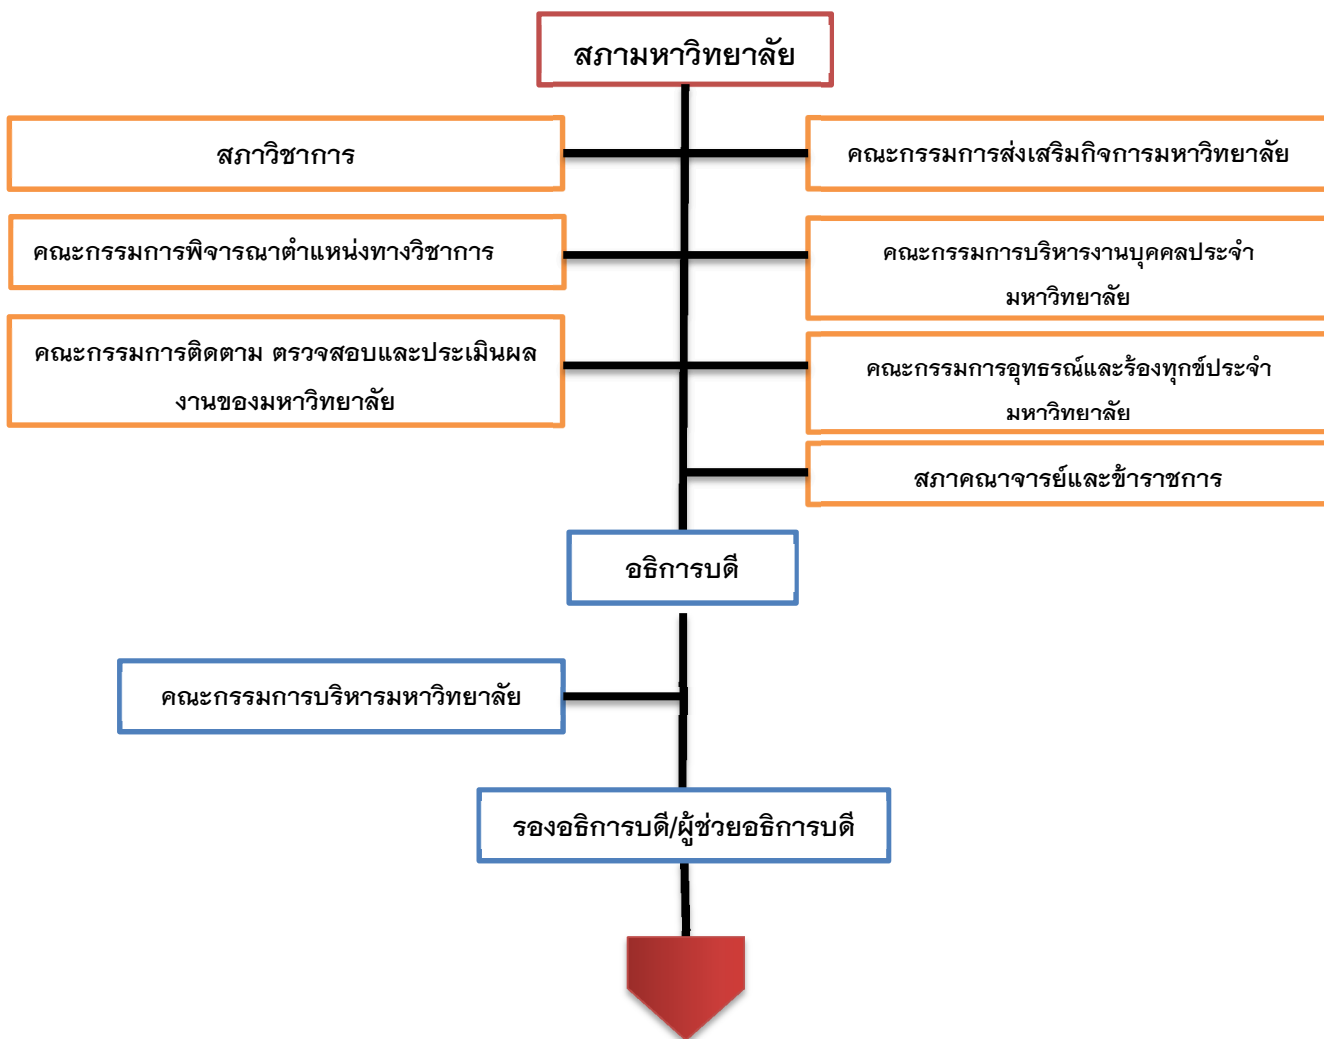 สภามหาวิทยาลัย
สภาวิชาการ
คณะกรรมการส่งเสริมกิจการมหาวิทยาลัย
คณะกรรมการพิจารณาตำแหน่งทางวิชาการ
คณะกรรมการบริหารงานบุคคลประจำ
มหาวิทยาลัย
คณะกรรมการติดตาม ตรวจสอบและประเมินผล
งานของมหาวิทยาลัย
คณะกรรมการอุทธรณ์และร้องทุกข์ประจำ
มหาวิทยาลัย
สภาคณาจารย์และข้าราชการ
อธิการบดี
คณะกรรมการบริหารมหาวิทยาลัย
รองอธิการบดี/ผู้ช่วยอธิการบดี